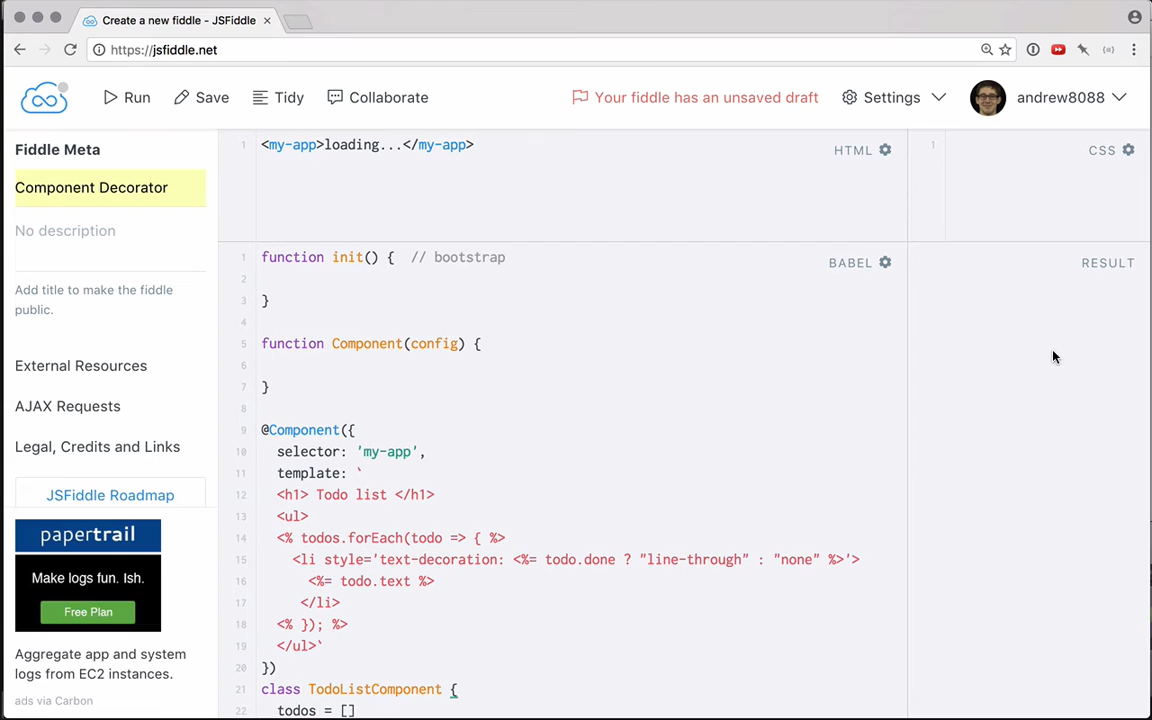 Create a new fiddle - JSFiddle ×
https://jsfiddle.net
Run Save Tidy Collaborate Your fiddle has an unsaved draft Settings andrew8088
Fiddle Meta
Component Decorator
No description
Add title to make the fiddle
public.
External Resources
AJAX Requests
Legal, Credits and Links
JSFiddle Roadmap
papertrail
Make logs fun. Ish.
Free Plan
Aggregate app and system
logs from EC2 instances.
ads via Carbon
1 <my-app>loading...</my-app>
HTML
1
CSS
1 function init() { // bootstrap
2
3 }
4
5 function Component(config) {
6
7 }
8
9 @Component({
10 selector: 'my-app',
11 template: `
12 <h1> Todo list </h1>
13 <ul>
14 <% todos.forEach(todo => { %>
15 <li style='text-decoration: <%= todo.done ? "line-through" : "none" %>'>
16 <%= todo.text %>
17 </li>
18 <% }); %>
19 </ul>`
20 })
21 class TodoListComponent {
22 todos = []
BABEL
RESULT